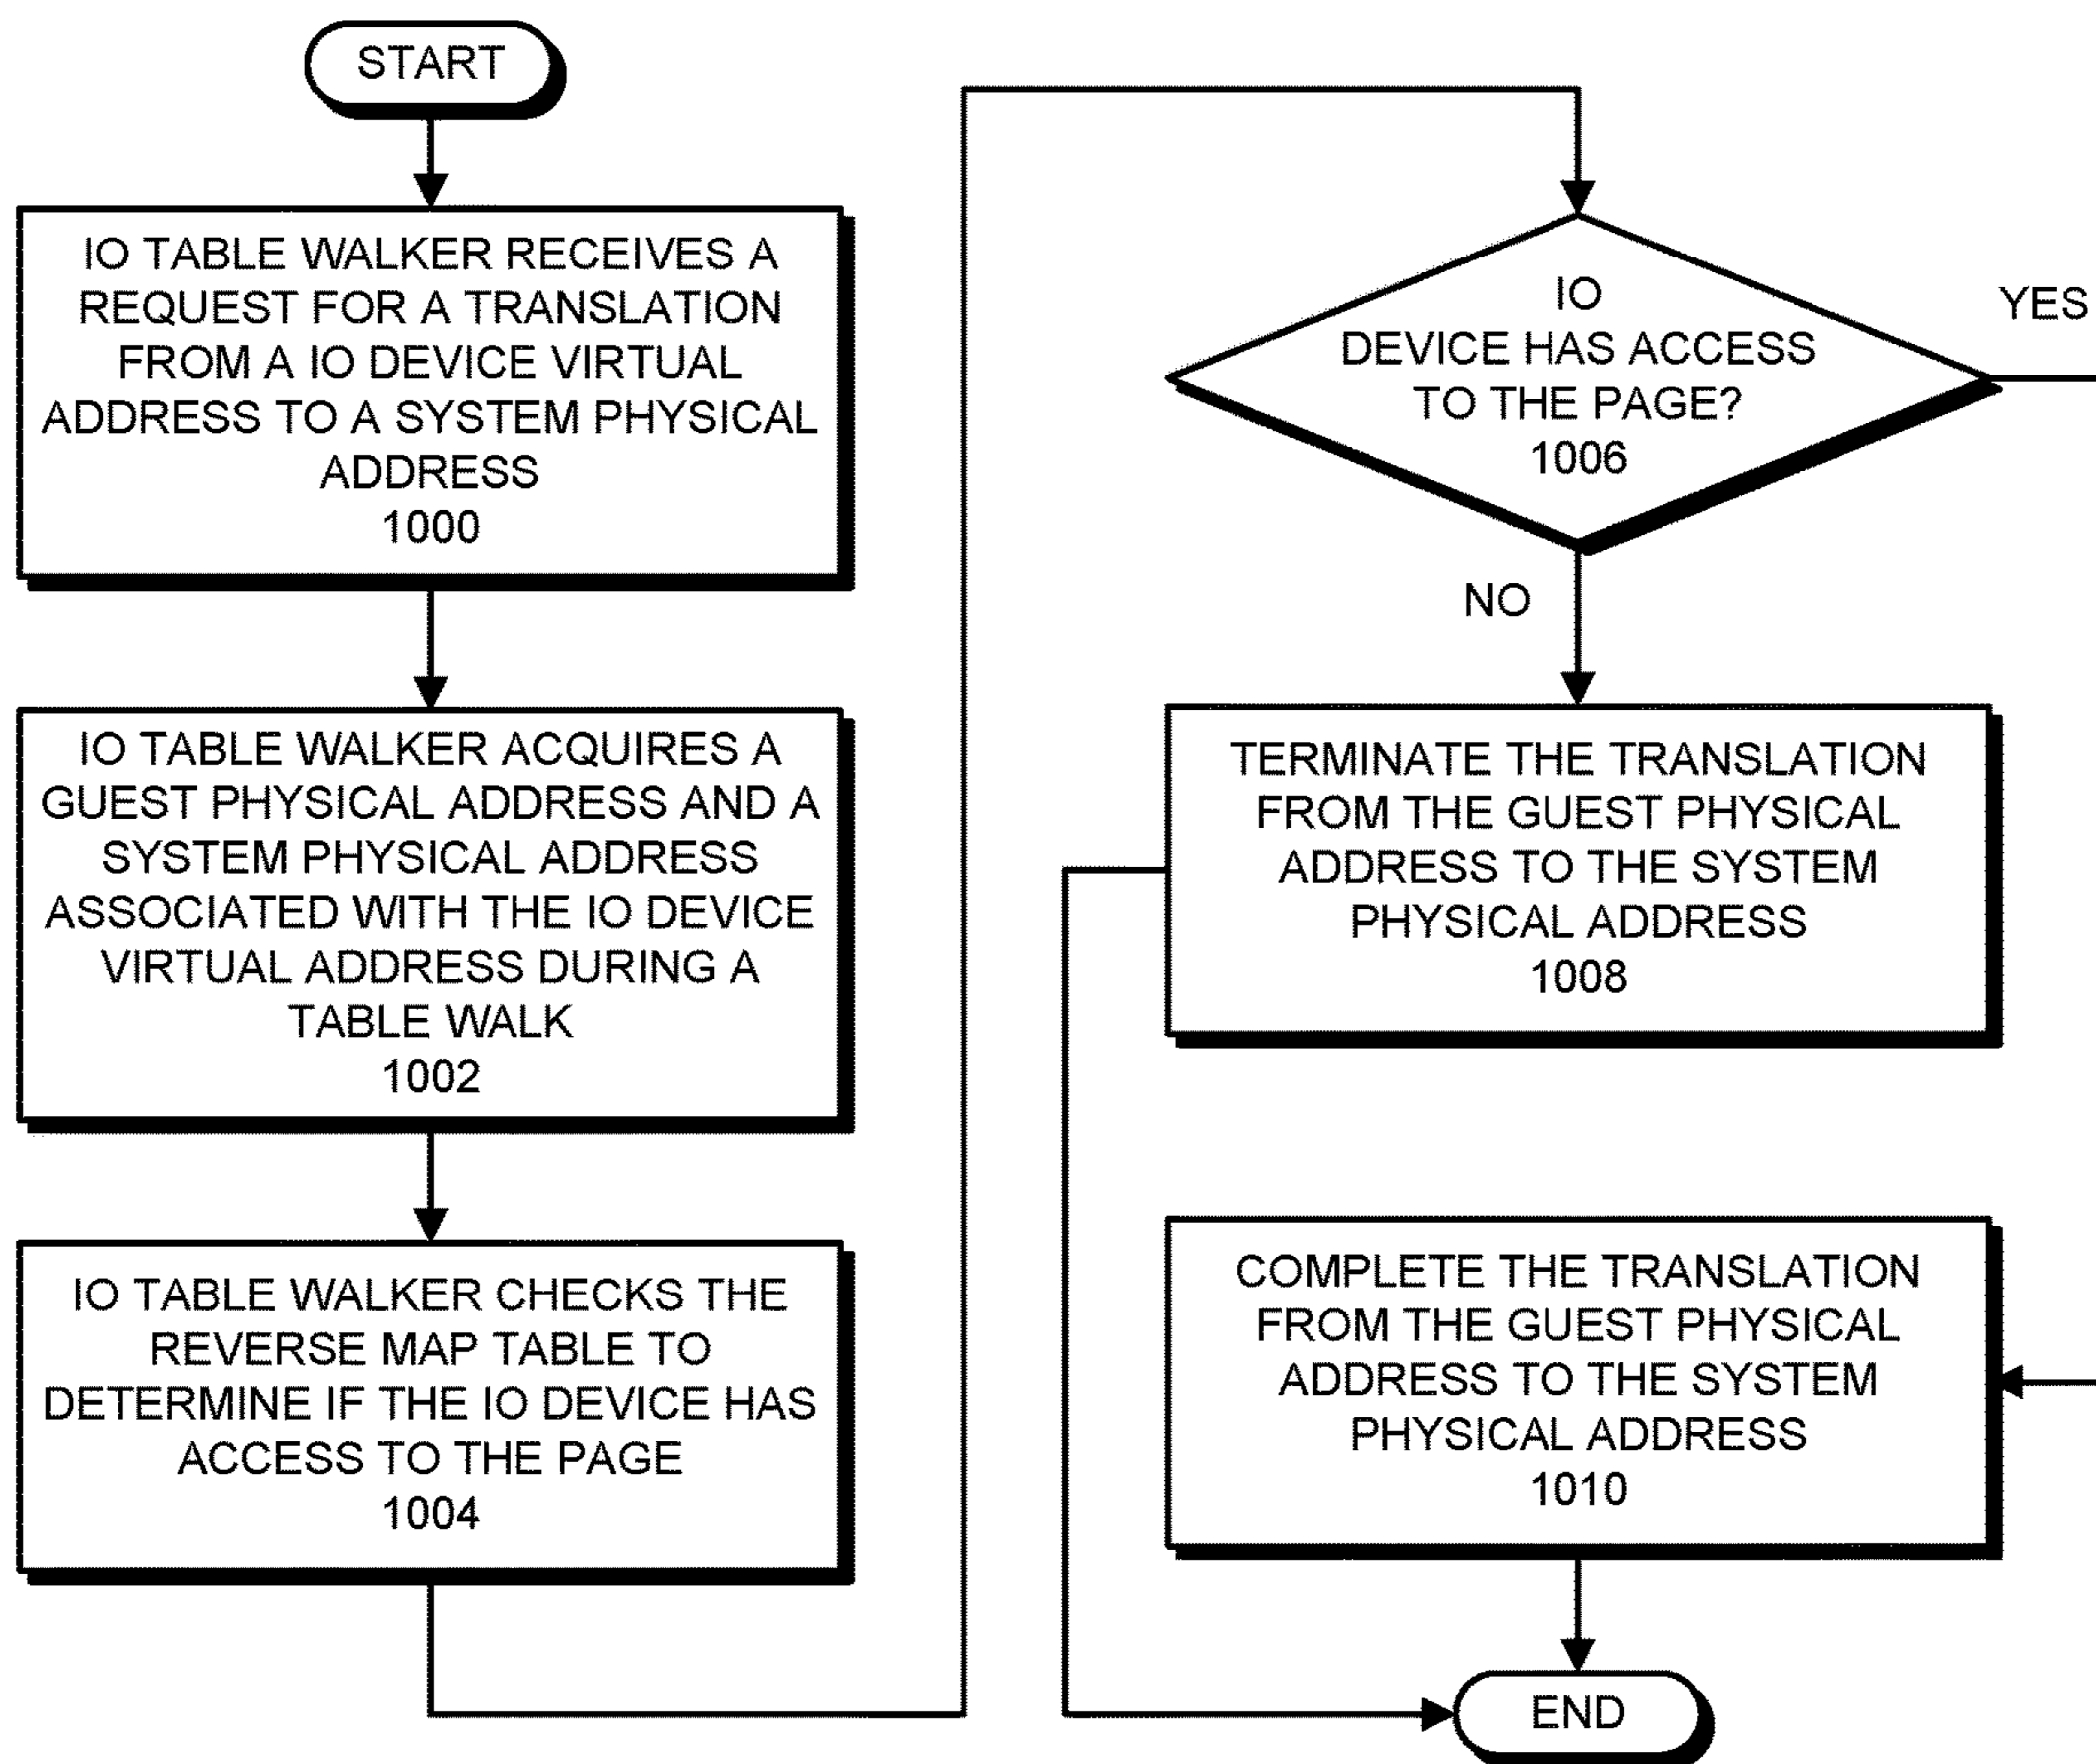 START
IO TABLE WALKER RECEIVES A
REQUEST FOR A TRANSLATION
FROM A IO DEVICE VIRTUAL
ADDRESS TO A SYSTEM PHYSICAL
ADDRESS
1000
IO TABLE WALKER ACQUIRES A
GUEST PHYSICAL ADDRESS AND A
SYSTEM PHYSICAL ADDRESS
ASSOCIATED WITH THE IO DEVICE
VIRTUAL ADDRESS DURING A
TABLE WALK
1002
IO TABLE WALKER CHECKS THE
REVERSE MAP TABLE TO
DETERMINE IF THE IO DEVICE HAS
ACCESS TO THE PAGE
1004
IO
DEVICE HAS ACCESS
TO THE PAGE?
1006
YES
NO
TERMINATE THE TRANSLATION
FROM THE GUEST PHYSICAL
ADDRESS TO THE SYSTEM
PHYSICAL ADDRESS
1008
COMPLETE THE TRANSLATION
FROM THE GUEST PHYSICAL
ADDRESS TO THE SYSTEM
PHYSICAL ADDRESS
1010
END